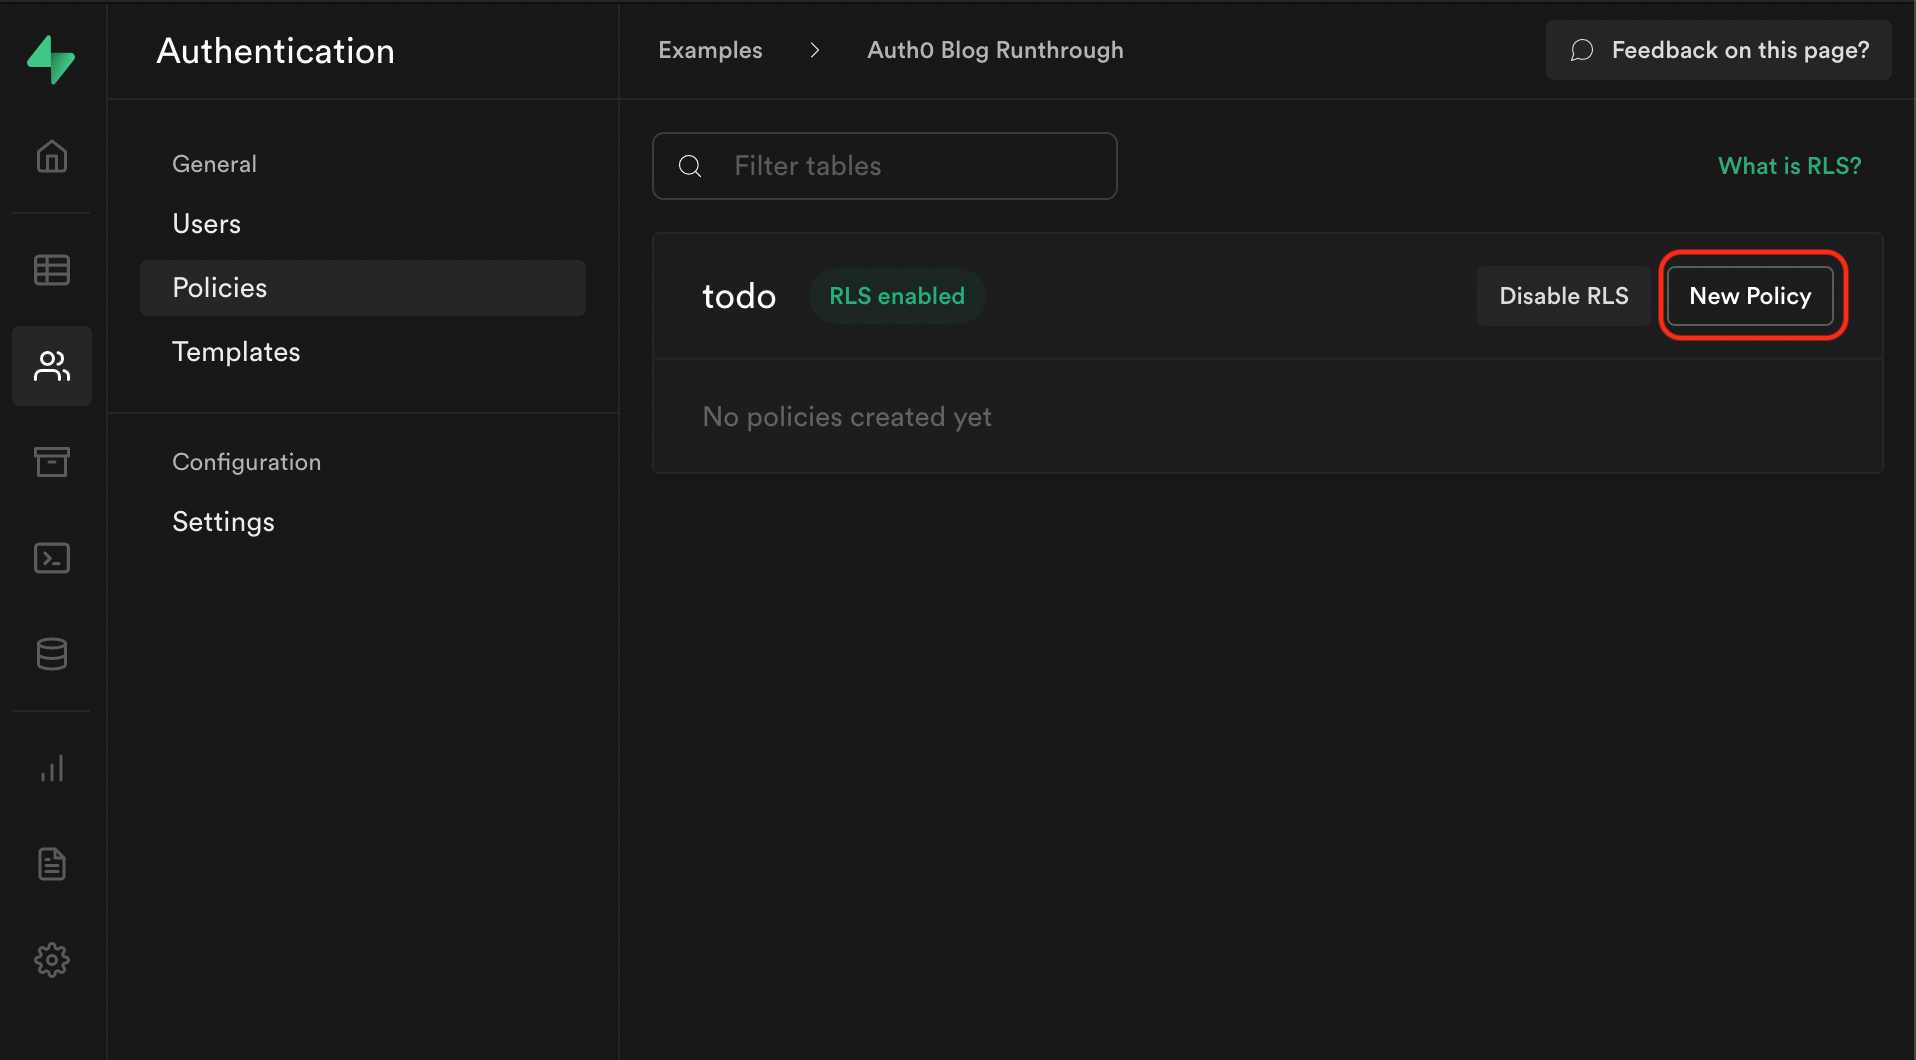 Authentication
General
Users
Policies
Templates
Configuration
Settings
Examples > Auth0 Blog Runthrough
Feedback on this page?
Filter tables
What is RLS?
todo RLS enabled
Disable RLS
New Policy
No policies created yet